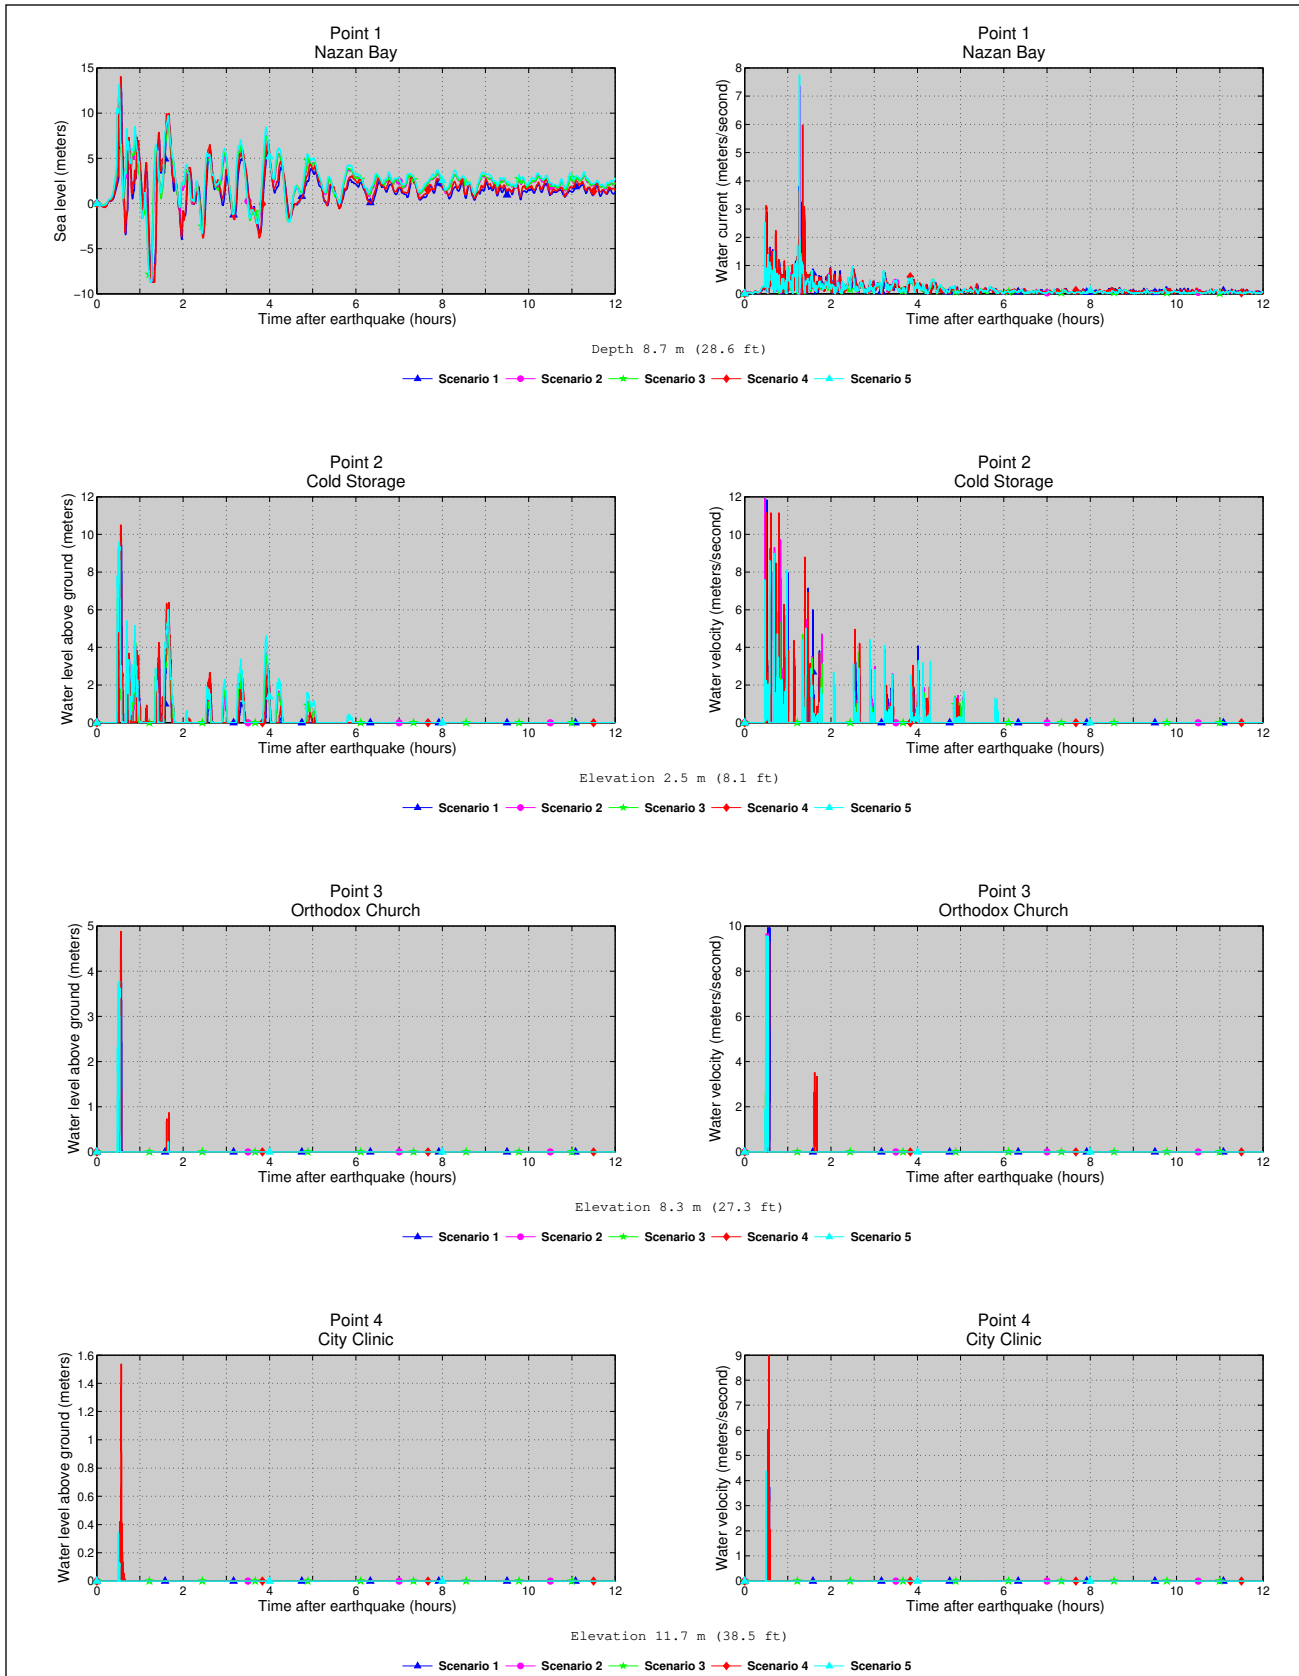 Point 1
Nazan Bay
Sea level (meters)
15
10
5
0
−5
−10
0 2 4 6 8 10 12
Time after earthquake (hours)
Point 1
Nazan Bay
Water current (meters/second)
8
7
6
5
4
3
2
1
0
0 2 4 6 8 10 12
Time after earthquake (hours)
Depth 8.7 m (28.6 ft)
Scenario 1 Scenario 2 Scenario 3 Scenario 4 Scenario 5
Point 2
Cold Storage
Water level above ground (meters)
12
10
8
6
4
2
0
0 2 4 6 8 10 12
Time after earthquake (hours)
Point 2
Cold Storage
Water velocity (meters/second)
12
10
8
6
4
2
0
0 2 4 6 8 10 12
Time after earthquake (hours)
Elevation 2.5 m (8.1 ft)
Scenario 1 Scenario 2 Scenario 3 Scenario 4 Scenario 5
Point 3
Orthodox Church
Water level above ground (meters)
5
4
3
2
1
0
0 2 4 6 8 10 12
Time after earthquake (hours)
Point 3
Orthodox Church
Water velocity (meters/second)
10
8
6
4
2
0
0 2 4 6 8 10 12
Time after earthquake (hours)
Elevation 8.3 m (27.3 ft)
Scenario 1 Scenario 2 Scenario 3 Scenario 4 Scenario 5
Point 4
City Clinic
Water level above ground (meters)
1.6
1.4
1.2
1
0.8
0.6
0.4
0.2
0
0 2 4 6 8 10 12
Time after earthquake (hours)
Point 4
City Clinic
Water velocity (meters/second)
9
8
7
6
5
4
3
2
1
0
0 2 4 6 8 10 12
Time after earthquake (hours)
Elevation 11.7 m (38.5 ft)
Scenario 1 Scenario 2 Scenario 3 Scenario 4 Scenario 5